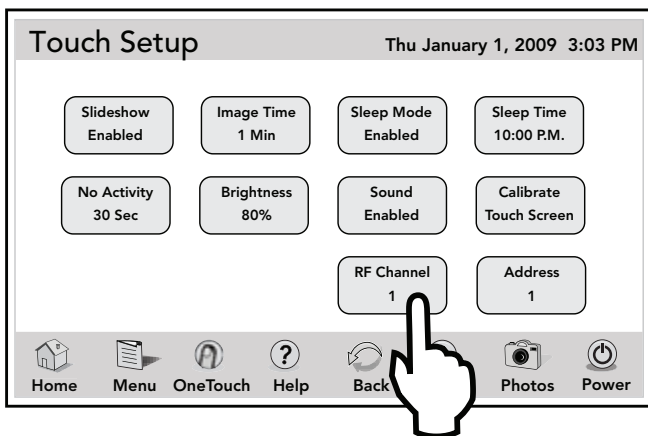 Touch Setup
Thu January 1, 2009 3:03 PM
Slideshow
Enabled
Image Time
1 Min
Sleep Mode
Enabled
Sleep Time
10:00 P.M.
No Activity
30 Sec
Brightness
80%
Sound
Enabled
Calibrate
Touch Screen
RF Channel
1
Address
1
?
Home Menu OneTouch Help Back Photos Power